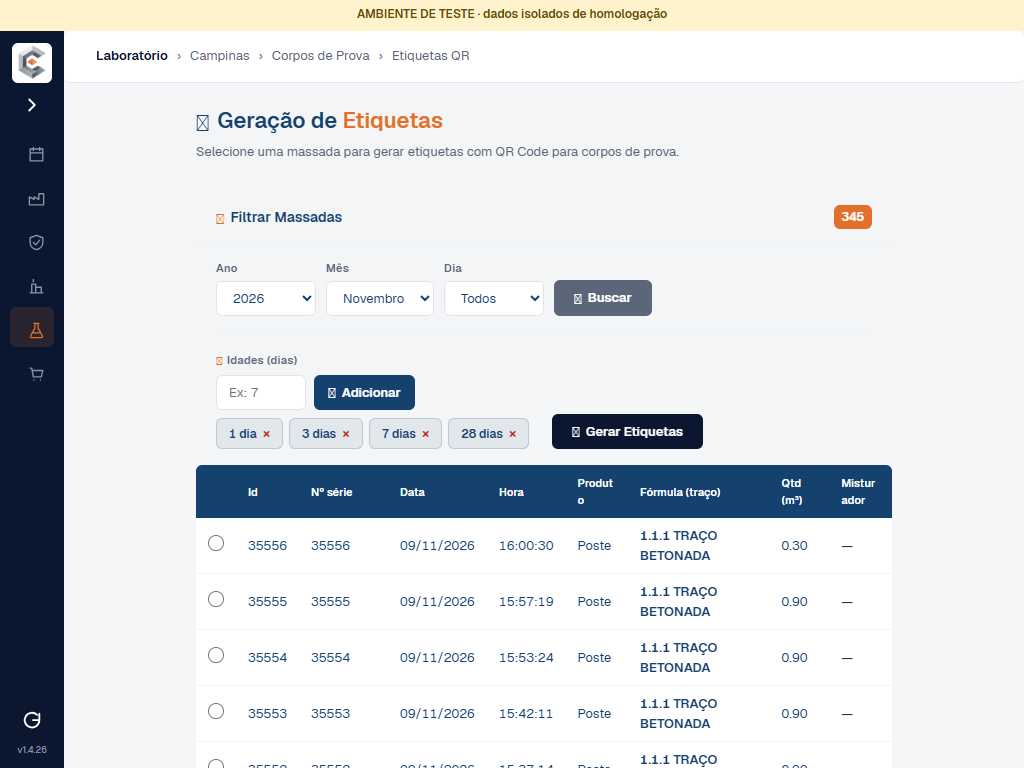 AMBIENTE DE TESTE · dados isolados de homologação
Laboratório › Campinas › Corpos de Prova › Etiquetas QR
Geração de Etiquetas
Selecione uma massada para gerar etiquetas com QR Code para corpos de prova.
Filtrar Massadas
345
Ano Mês Dia
2026 Novembro Todos Buscar
Idades (dias)
Ex: 7 Adicionar
1 dia × 3 dias × 7 dias × 28 dias × Gerar Etiquetas
Id Nº série Data Hora Produto Fórmula (traço) Qtd (m³) Misturador
35556 35556 09/11/2026 16:00:30 Poste 1.1.1 TRAÇO BETONADA 0.30 —
35555 35555 09/11/2026 15:57:19 Poste 1.1.1 TRAÇO BETONADA 0.90 —
35554 35554 09/11/2026 15:53:24 Poste 1.1.1 TRAÇO BETONADA 0.90 —
35553 35553 09/11/2026 15:42:11 Poste 1.1.1 TRAÇO BETONADA 0.90 —
1.1.1 TRAÇO
v1.4.26